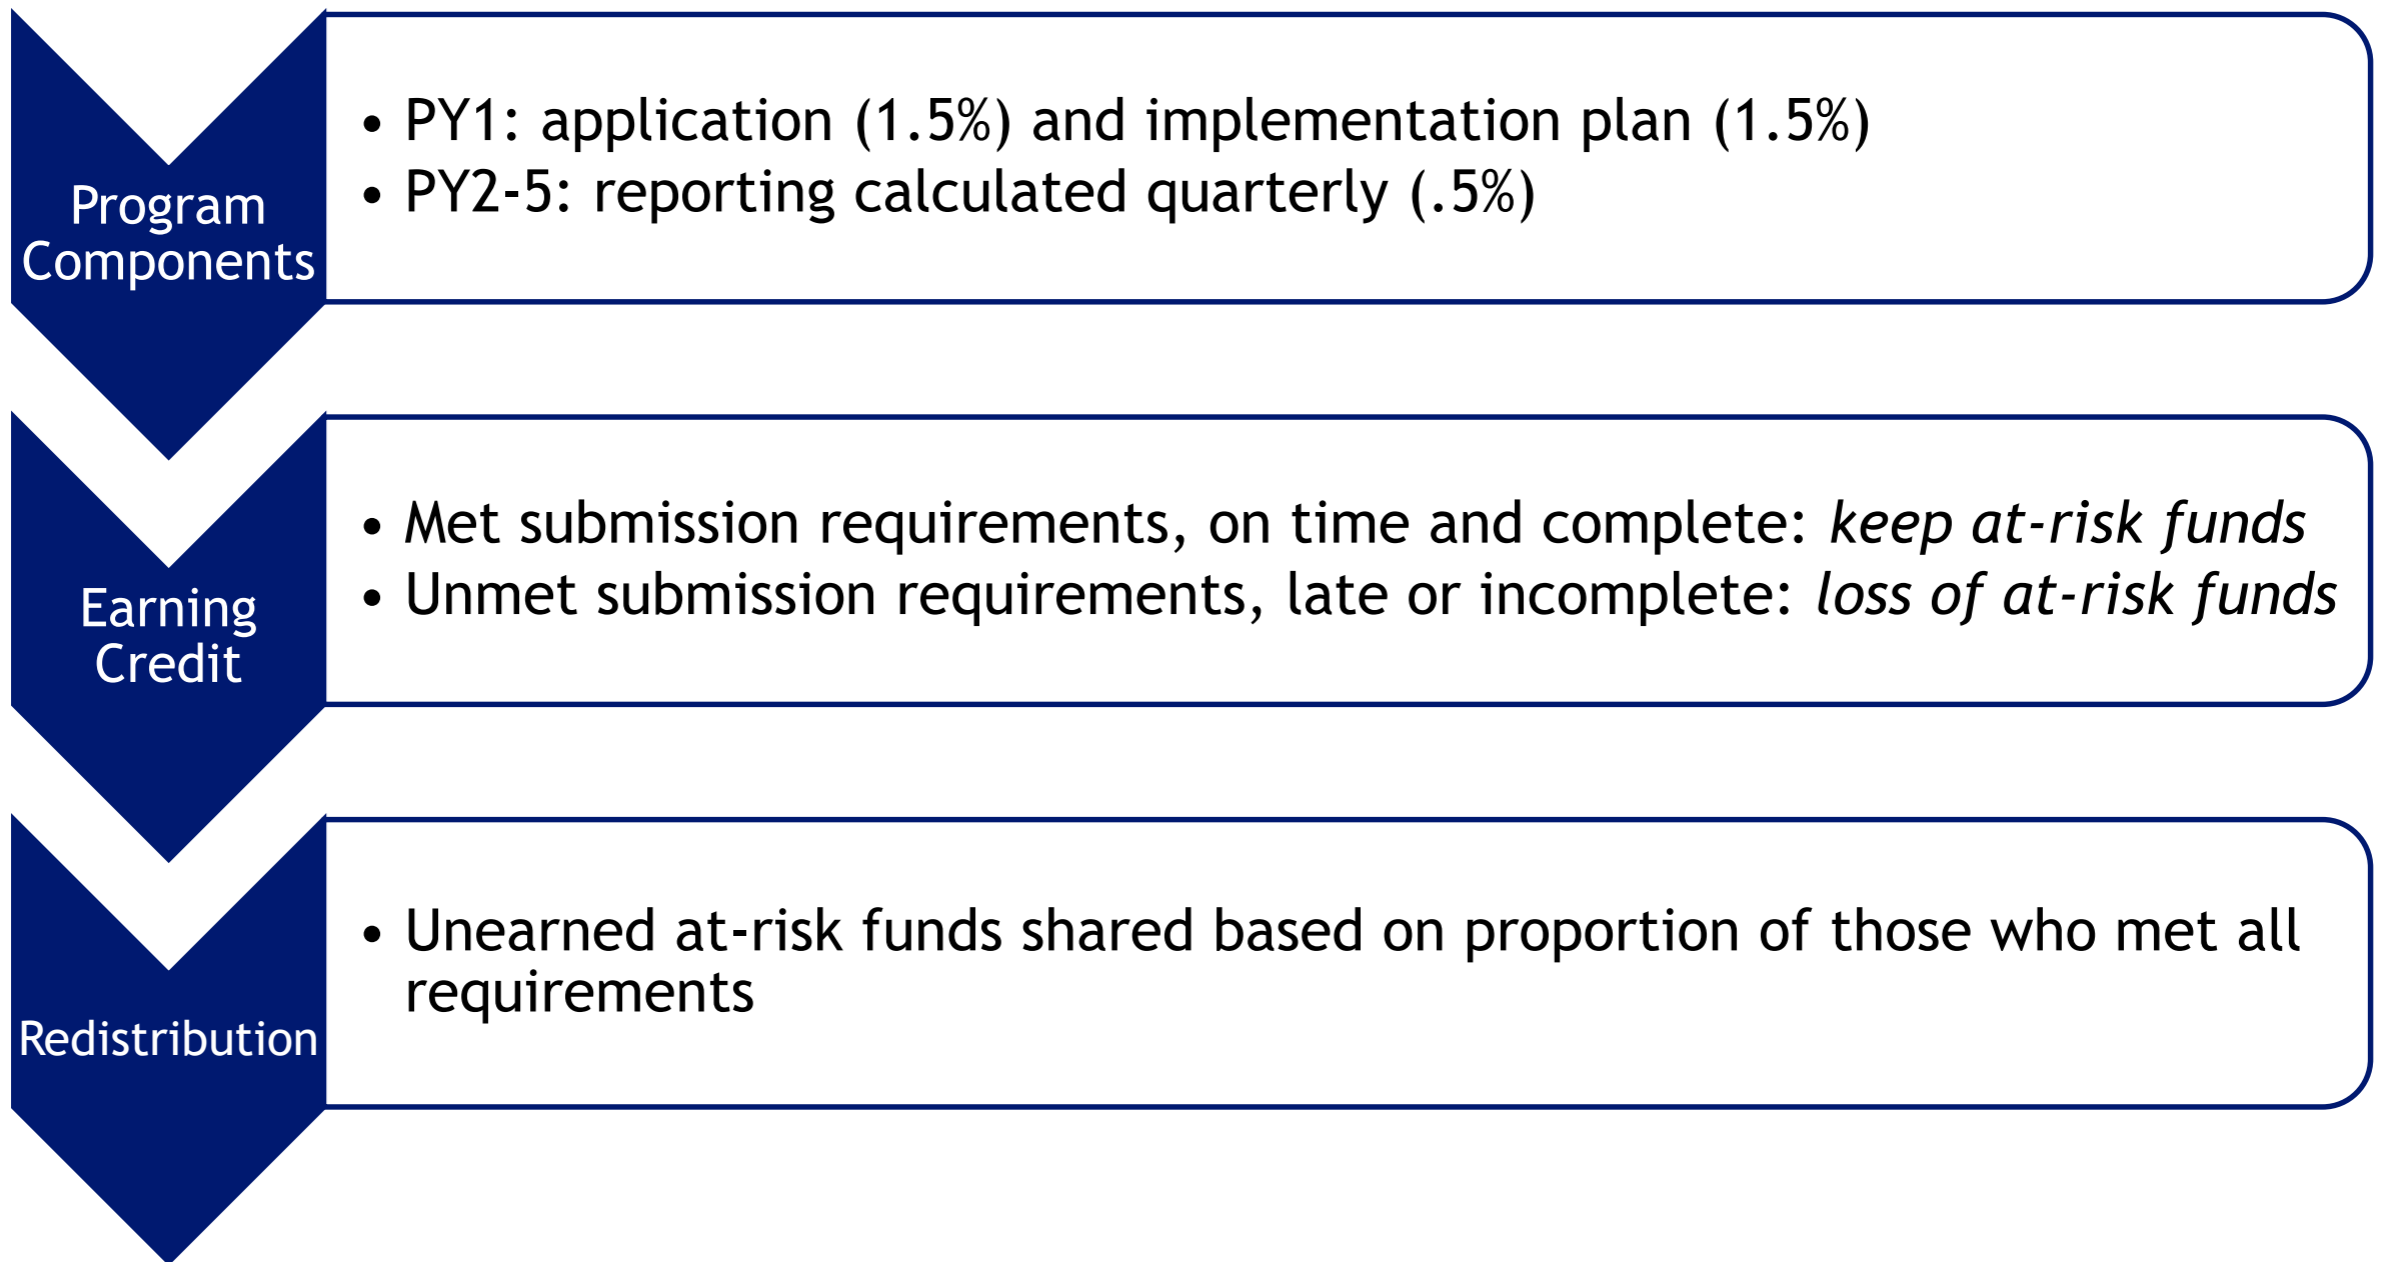 Program
Components
• PY1: application (1.5%) and implementation plan (1.5%)
• PY2-5: reporting calculated quarterly (.5%)
Earning
Credit
• Met submission requirements, on time and complete: keep at-risk funds
• Unmet submission requirements, late or incomplete: loss of at-risk funds
Redistribution
• Unearned at-risk funds shared based on proportion of those who met all
requirements